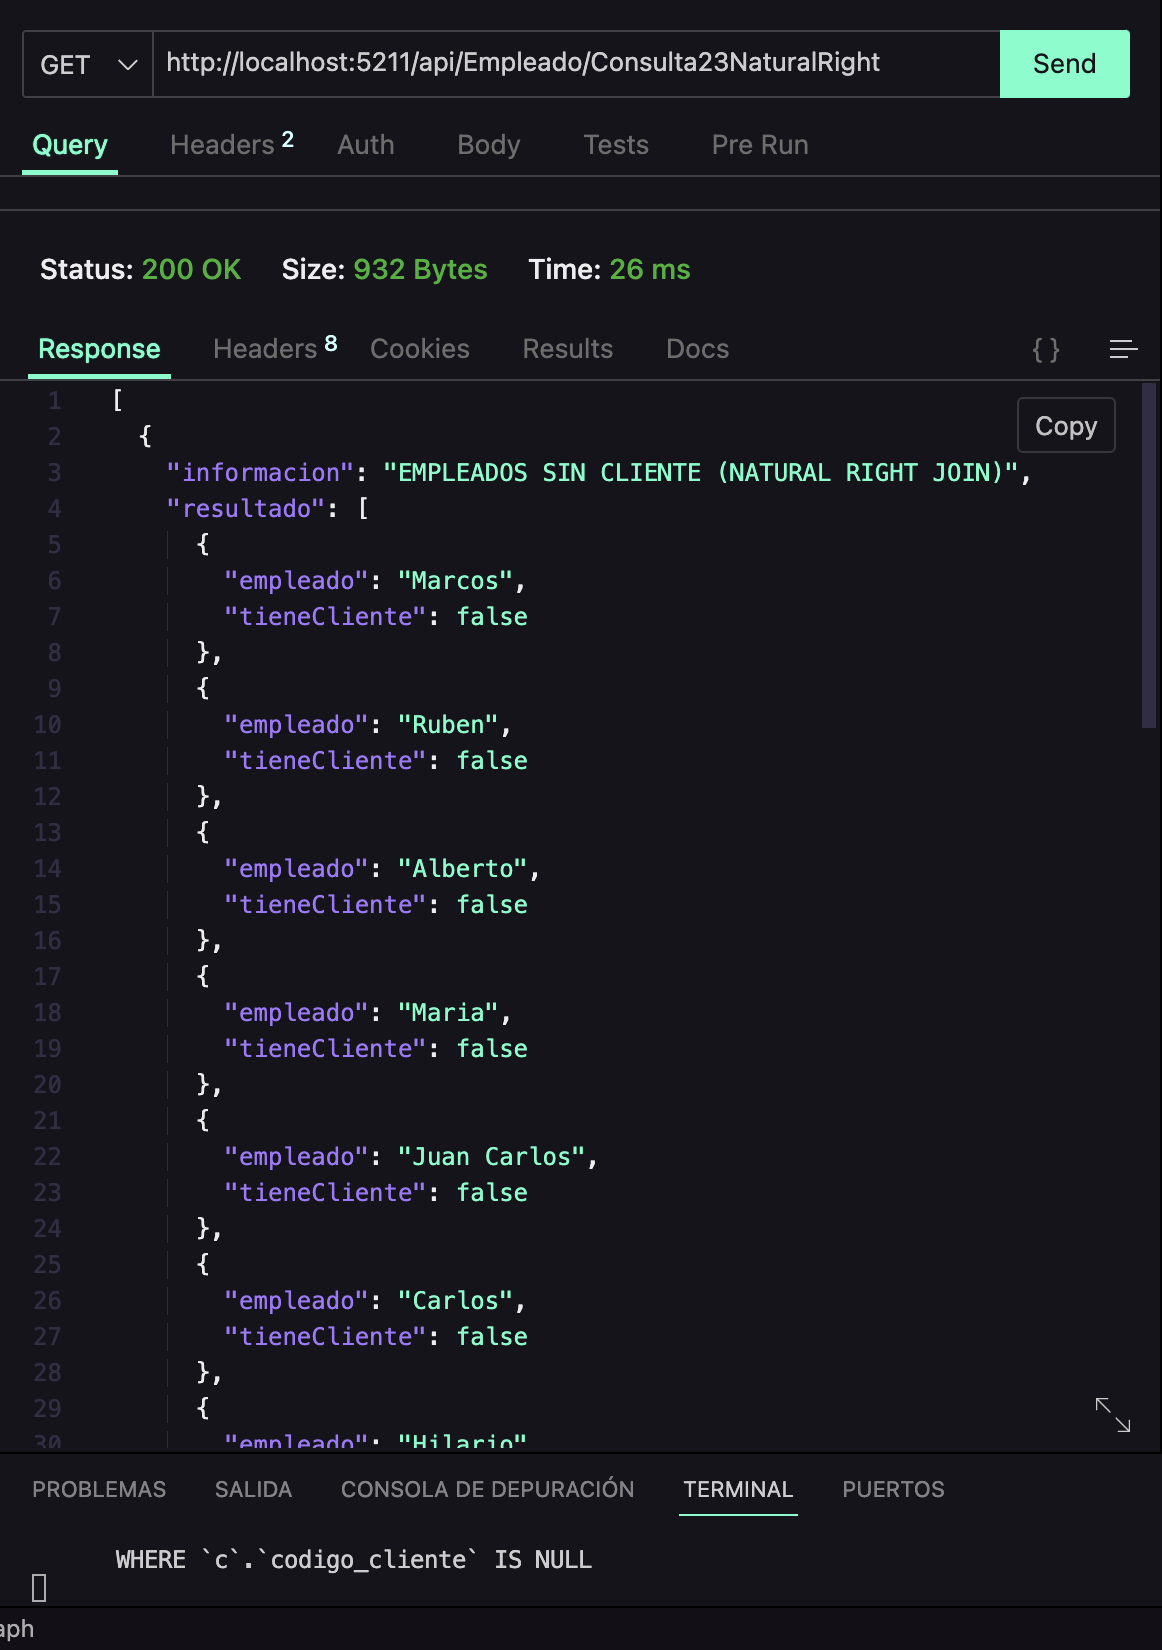 GET http://localhost:5211/api/Empleado/Consulta23NaturalRight Send
Query Headers 2 Auth Body Tests Pre Run
Status: 200 OK Size: 932 Bytes Time: 26 ms
Response Headers 8 Cookies Results Docs { }
Copy
1 [
2 {
3 "informacion": "EMPLEADOS SIN CLIENTE (NATURAL RIGHT JOIN)",
4 "resultado": [
5 {
6 "empleado": "Marcos",
7 "tieneCliente": false
8 },
9 {
10 "empleado": "Ruben",
11 "tieneCliente": false
12 },
13 {
14 "empleado": "Alberto",
15 "tieneCliente": false
16 },
17 {
18 "empleado": "Maria",
19 "tieneCliente": false
20 },
21 {
22 "empleado": "Juan Carlos",
23 "tieneCliente": false
24 },
25 {
26 "empleado": "Carlos",
27 "tieneCliente": false
28 },
29 {
30 "empleado": "Hilario"
PROBLEMAS SALIDA CONSOLA DE DEPURACIÓN TERMINAL PUERTOS
WHERE `c`.`codigo_cliente` IS NULL
aph